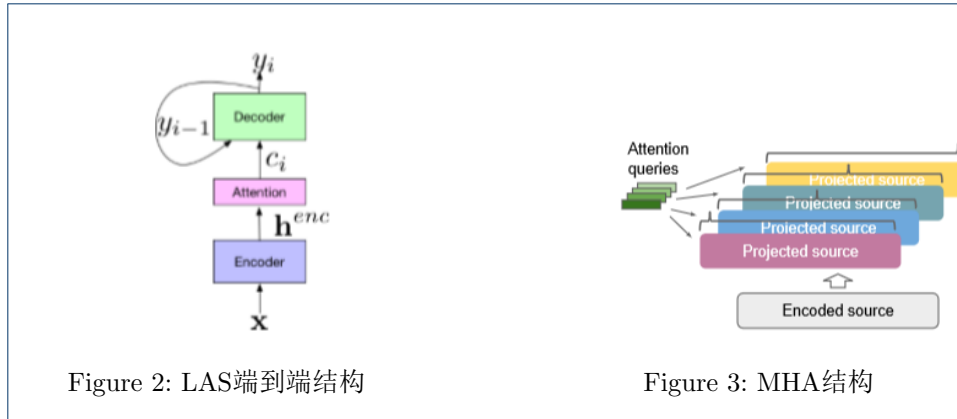 y_i
Decoder
y_{i-1}
c_i
Attention
h^{enc}
Encoder
x
Figure 2: LAS端到端结构
Attention
queries
Projected source
Projected source
Projected source
Projected source
Encoded source
Figure 3: MHA结构